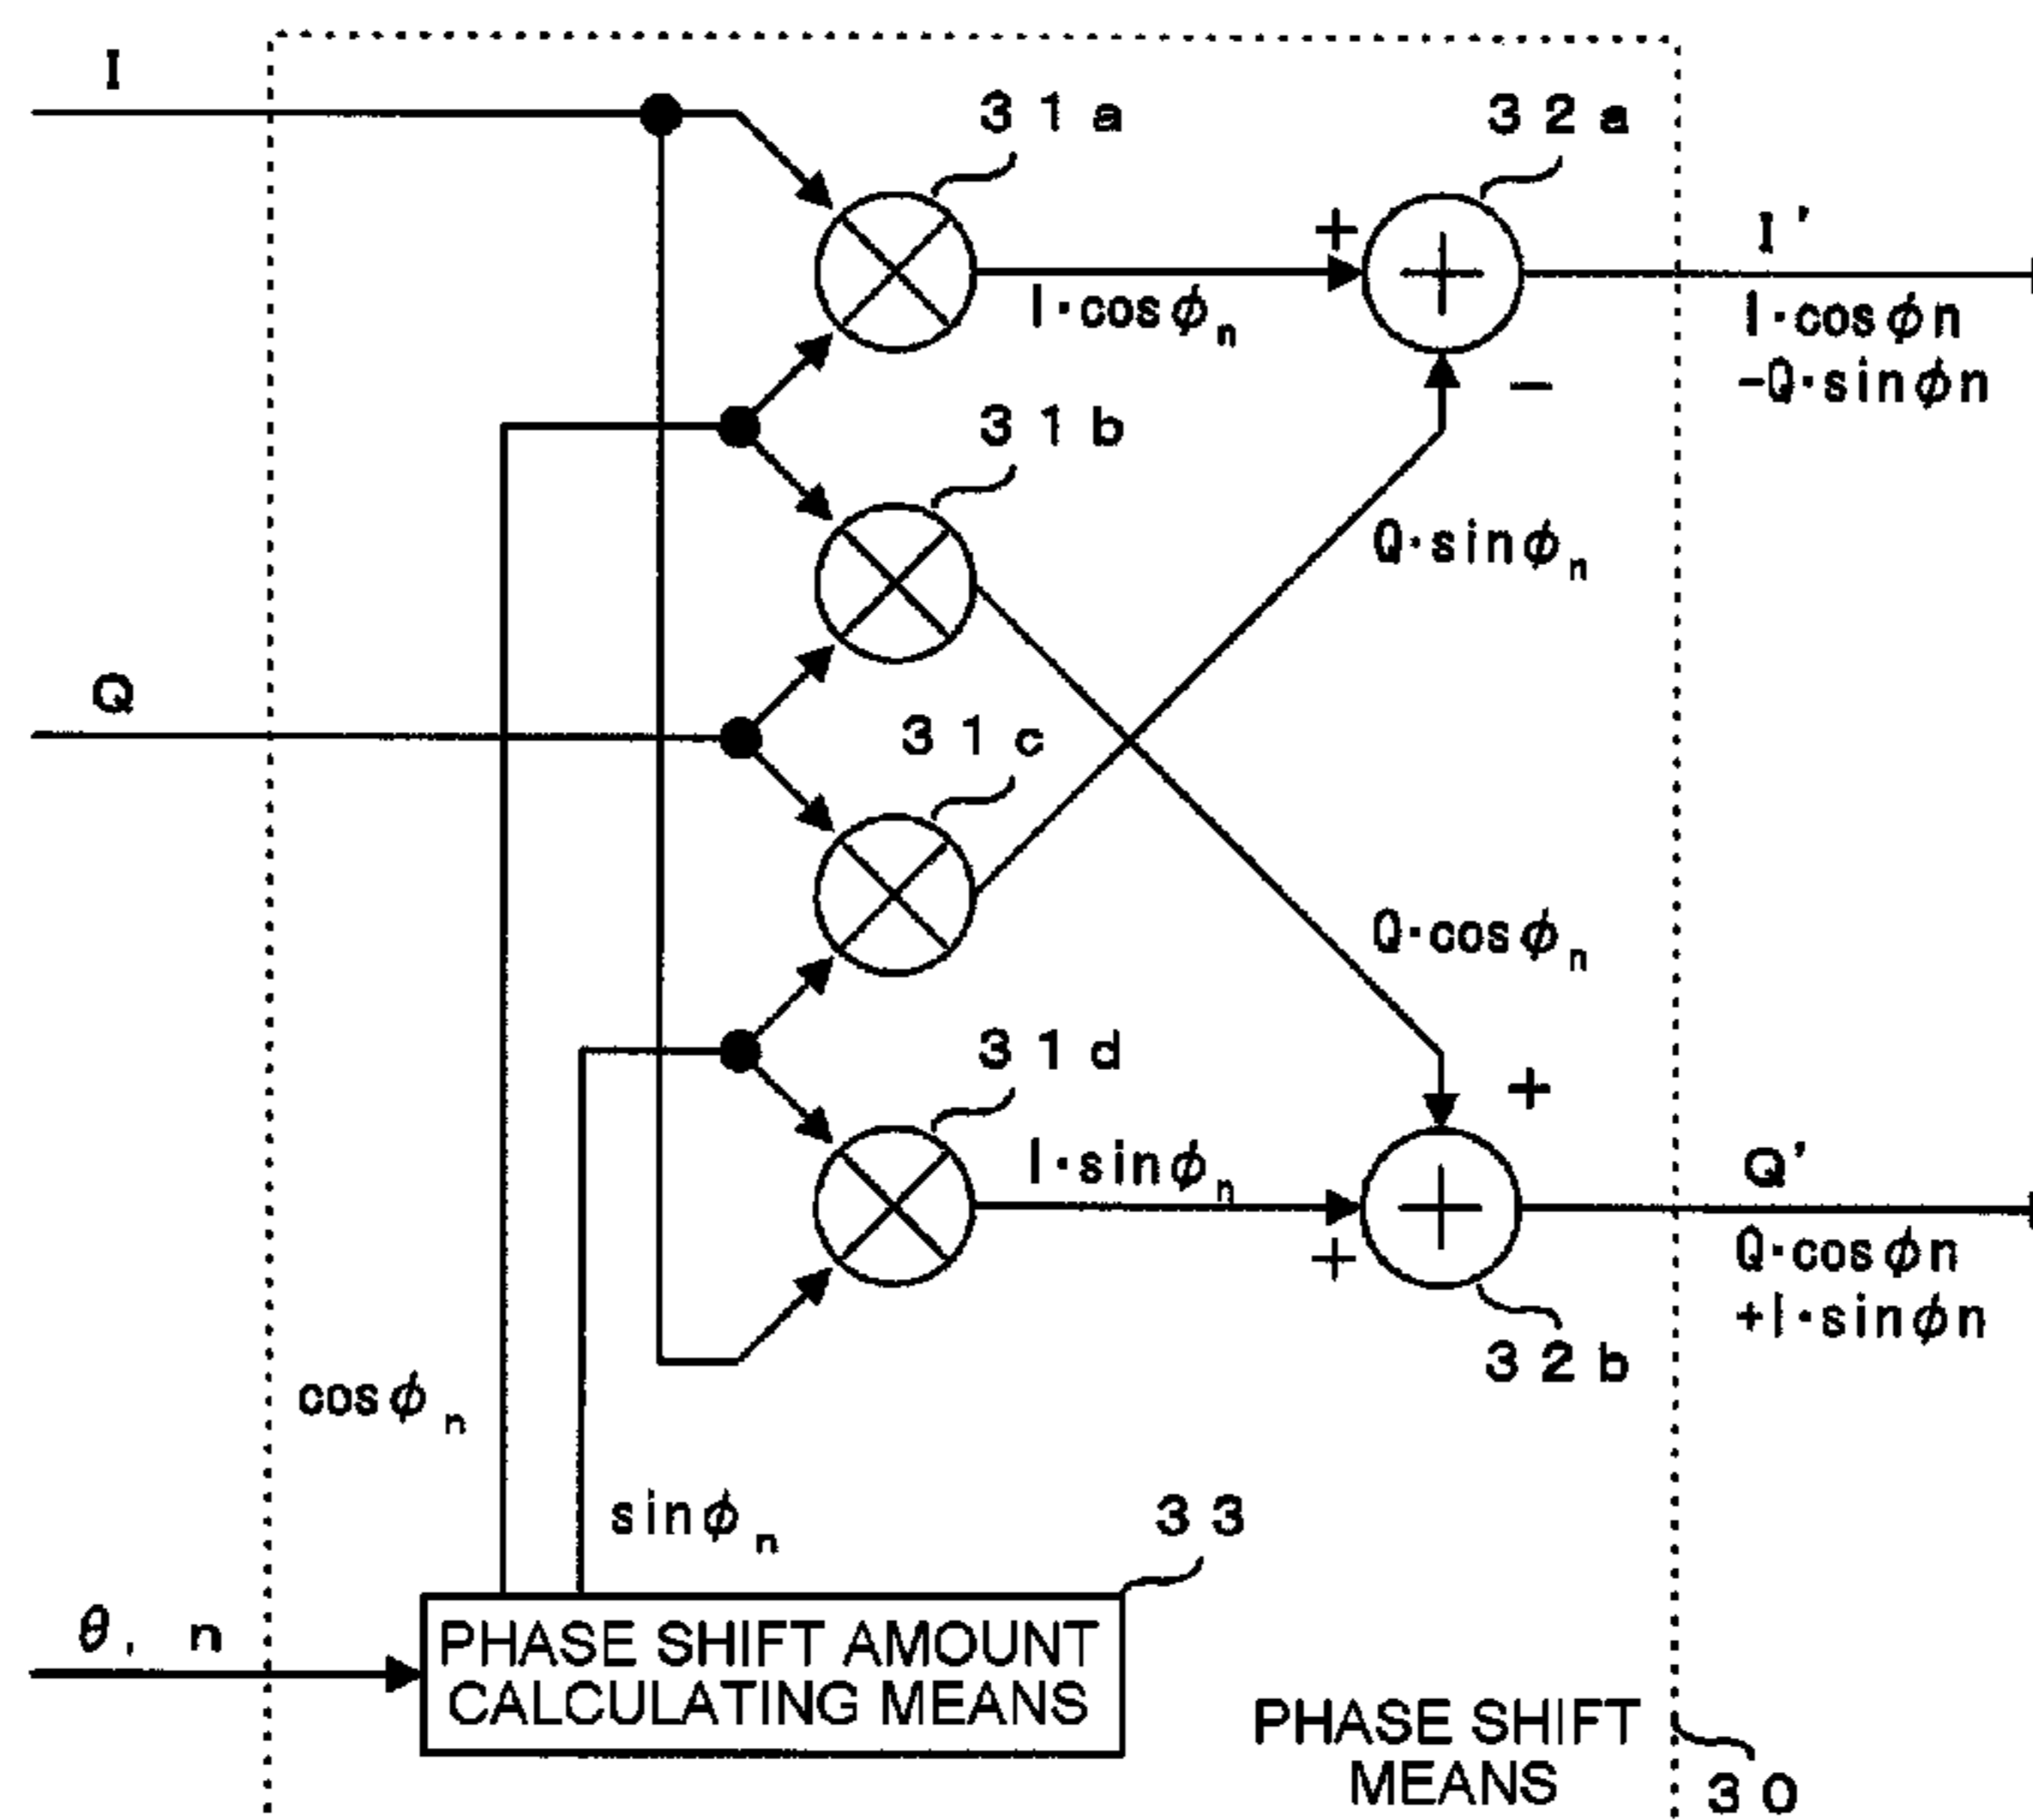 I
31a
32a
+
I'
I·cosφn
I·cosφn
-Q·sinφn
−
31b
Q·sinφn
Q
31c
Q·cosφn
31d
+
I·sinφn
Q'
+
Q·cosφn
+I·sinφn
32b
cosφn
sinφn
33
θ, n
PHASE SHIFT AMOUNT
CALCULATING MEANS
PHASE SHIFT
MEANS
30